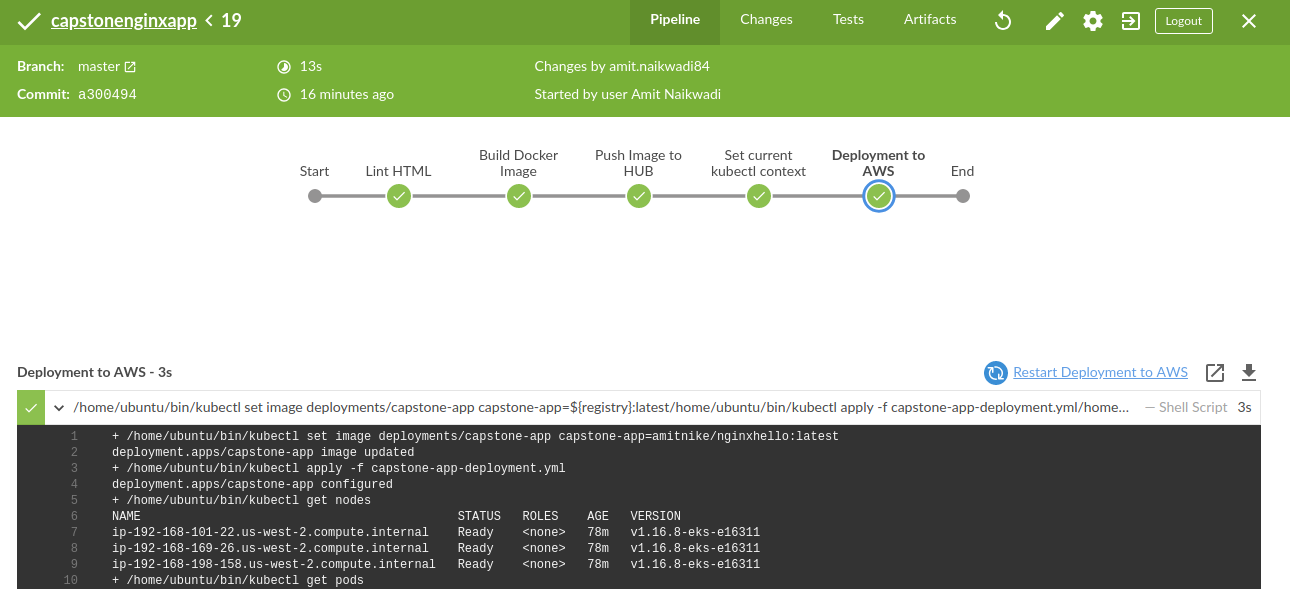 capstonenginxapp < 19 Pipeline Changes Tests Artifacts Logout
Branch: master 13s Changes by amit.naikwadi84
Commit: a300494 16 minutes ago Started by user Amit Naikwadi
Start Lint HTML Build Docker Image Push Image to HUB Set current kubectl context Deployment to AWS End
Deployment to AWS - 3s Restart Deployment to AWS
/home/ubuntu/bin/kubectl set image deployments/capstone-app capstone-app=${registry}:latest/home/ubuntu/bin/kubectl apply -f capstone-app-deployment.yml/home... — Shell Script 3s
1 + /home/ubuntu/bin/kubectl set image deployments/capstone-app capstone-app=amitnike/nginxhello:latest
2 deployment.apps/capstone-app image updated
3 + /home/ubuntu/bin/kubectl apply -f capstone-app-deployment.yml
4 deployment.apps/capstone-app configured
5 + /home/ubuntu/bin/kubectl get nodes
6 NAME STATUS ROLES AGE VERSION
7 ip-192-168-101-22.us-west-2.compute.internal Ready <none> 78m v1.16.8-eks-e16311
8 ip-192-168-169-26.us-west-2.compute.internal Ready <none> 78m v1.16.8-eks-e16311
9 ip-192-168-198-158.us-west-2.compute.internal Ready <none> 78m v1.16.8-eks-e16311
10 + /home/ubuntu/bin/kubectl get pods